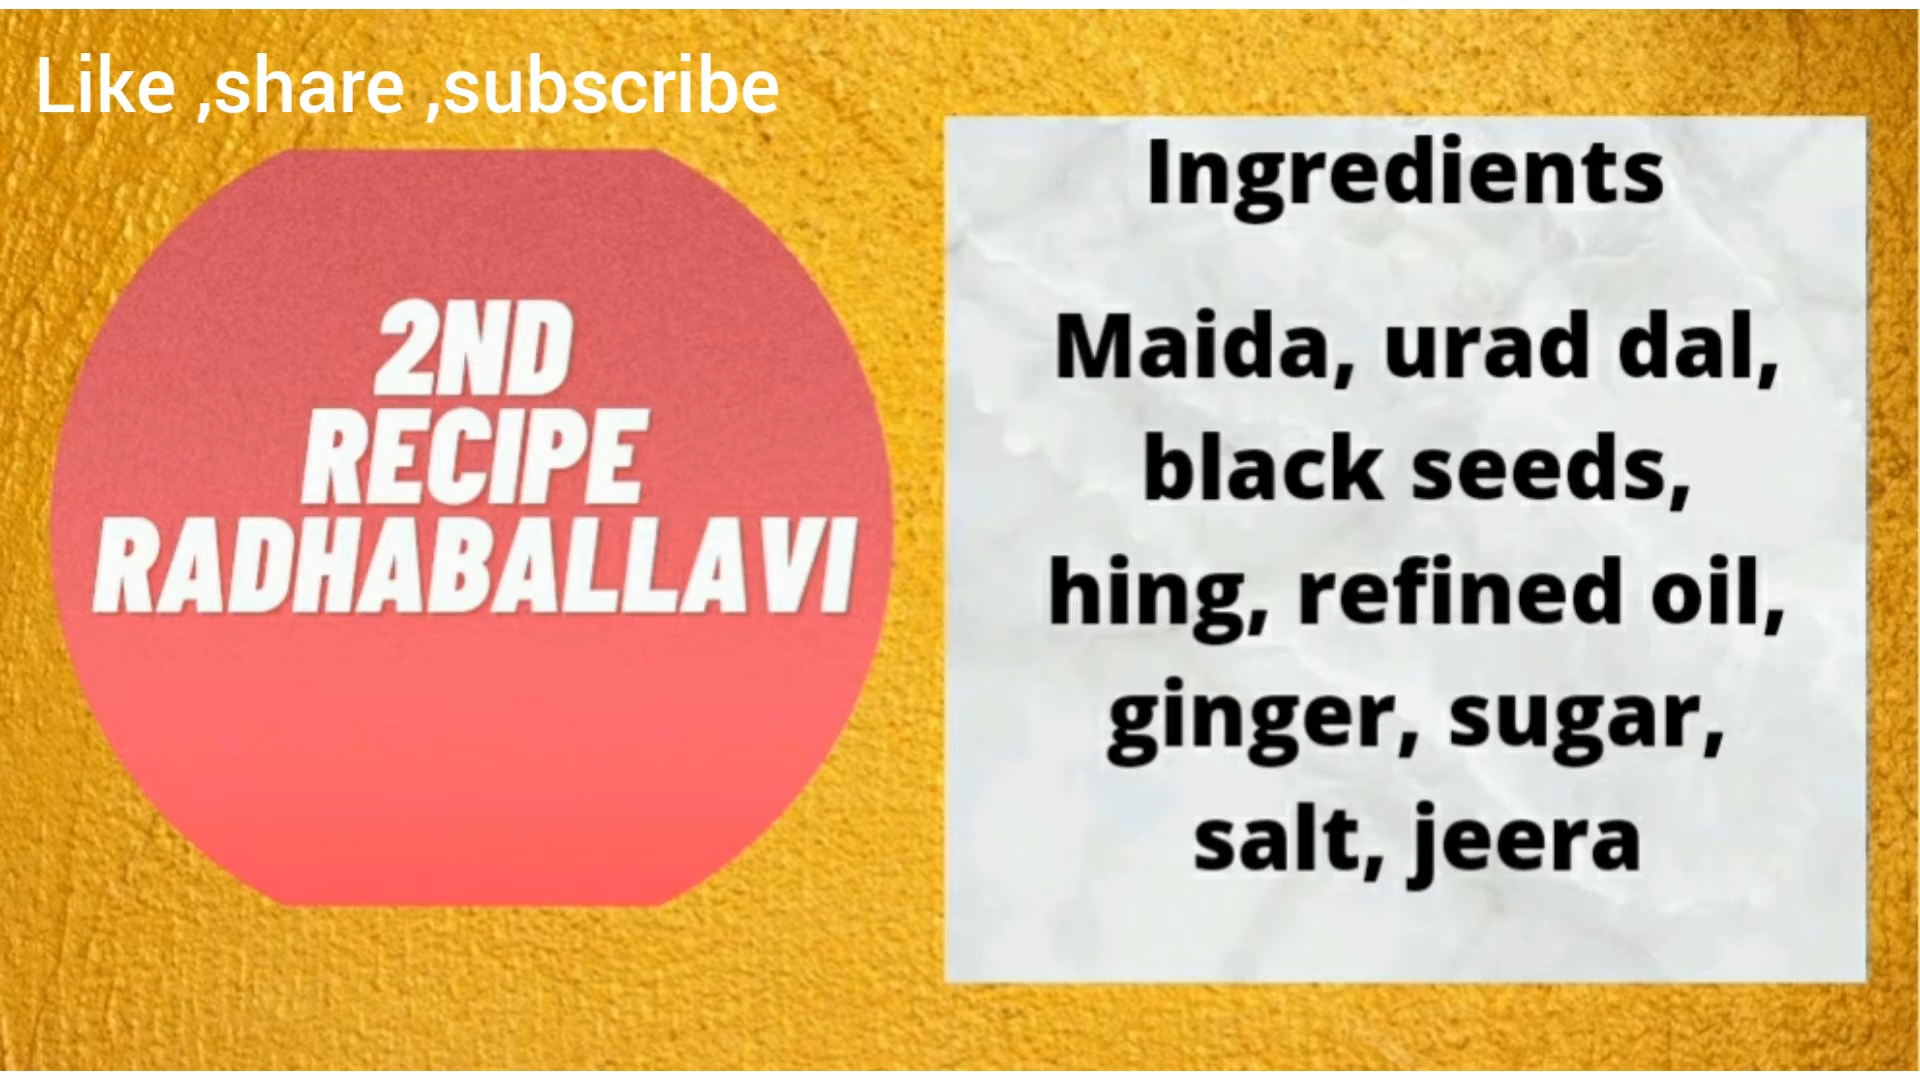 Like ,share ,subscribe
2ND
RECIPE
RADHABALLAVI
Ingredients
Maida, urad dal,
black seeds,
hing, refined oil,
ginger, sugar,
salt, jeera